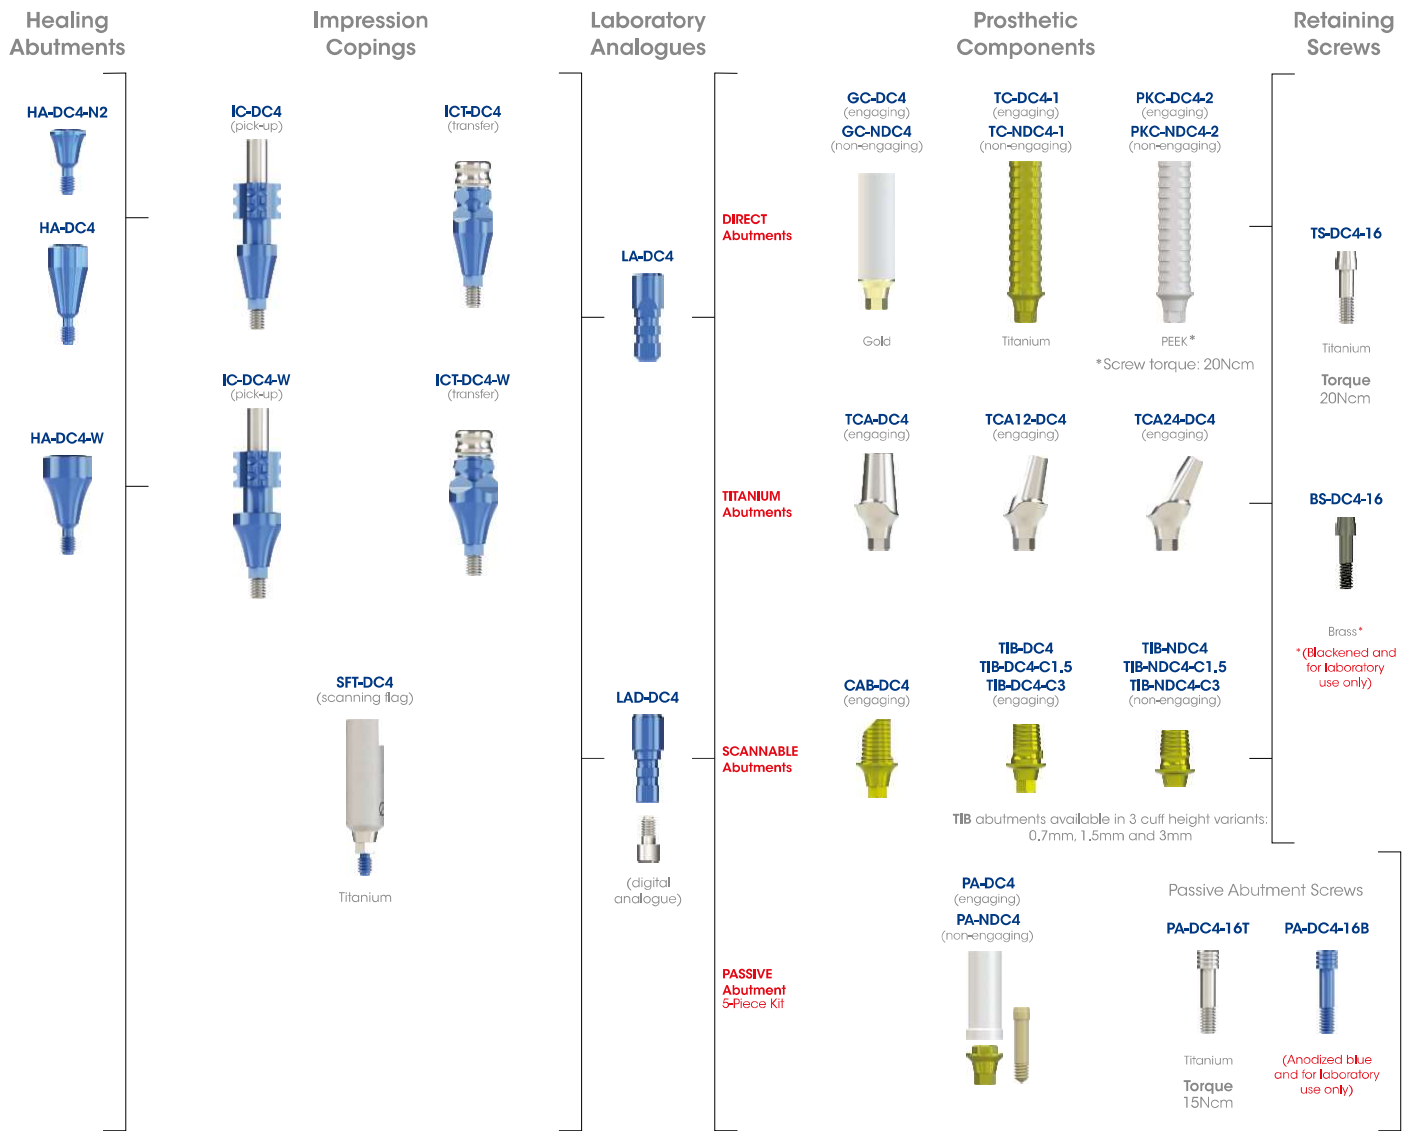 Healing
Abutments
Impression
Copings
Laboratory
Analogues
Prosthetic
Components
Retaining
Screws
HA-DC4-N2
HA-DC4
HA-DC4-W
IC-DC4
(pick-up)
ICT-DC4
(transfer)
IC-DC4-W
(pick-up)
ICT-DC4-W
(transfer)
SFT-DC4
(scanning flag)
Titanium
LA-DC4
LAD-DC4
(digital
analogue)
DIRECT
Abutments
GC-DC4
(engaging)
GC-NDC4
(non-engaging)
Gold
TC-DC4-1
(engaging)
TC-NDC4-1
(non-engaging)
Titanium
PKC-DC4-2
(engaging)
PKC-NDC4-2
(non-engaging)
PEEK*
*Screw torque: 20Ncm
TITANIUM
Abutments
TCA-DC4
(engaging)
TCA12-DC4
(engaging)
TCA24-DC4
(engaging)
SCANNABLE
Abutments
CAB-DC4
(engaging)
TIB-DC4
TIB-DC4-C1.5
TIB-DC4-C3
(engaging)
TIB-NDC4
TIB-NDC4-C1.5
TIB-NDC4-C3
(non-engaging)
TIB abutments available in 3 cuff height variants:
0.7mm, 1.5mm and 3mm
TS-DC4-16
Titanium
Torque
20Ncm
BS-DC4-16
Brass*
*(Blackened and
for laboratory
use only)
PASSIVE
Abutment
5-Piece Kit
PA-DC4
(engaging)
PA-NDC4
(non-engaging)
Passive Abutment Screws
PA-DC4-16T
Titanium
Torque
15Ncm
PA-DC4-16B
(Anodized blue
and for laboratory
use only)